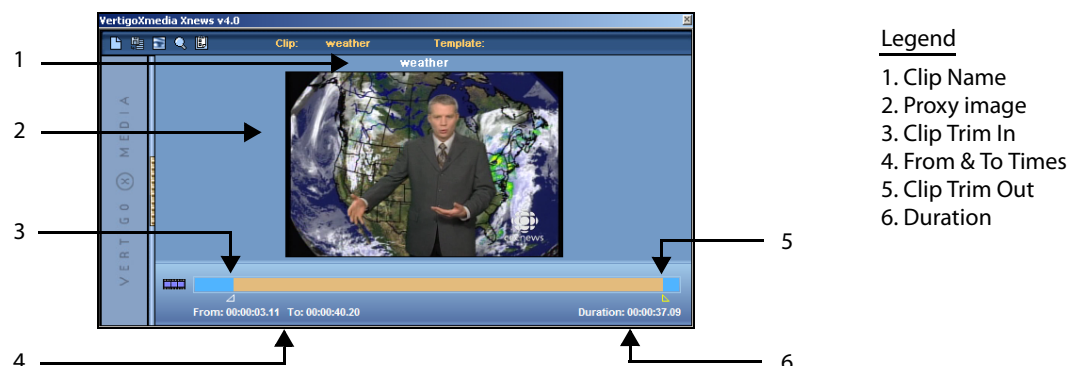 VertigoXmedia Xnews v4.0
Clip: weather Template:
weather
VERTIGO X MEDIA
From: 00:00:03.11 To: 00:00:40.20
Duration: 00:00:37.09
1
2
3
4
5
6
Legend
1. Clip Name
2. Proxy image
3. Clip Trim In
4. From & To Times
5. Clip Trim Out
6. Duration